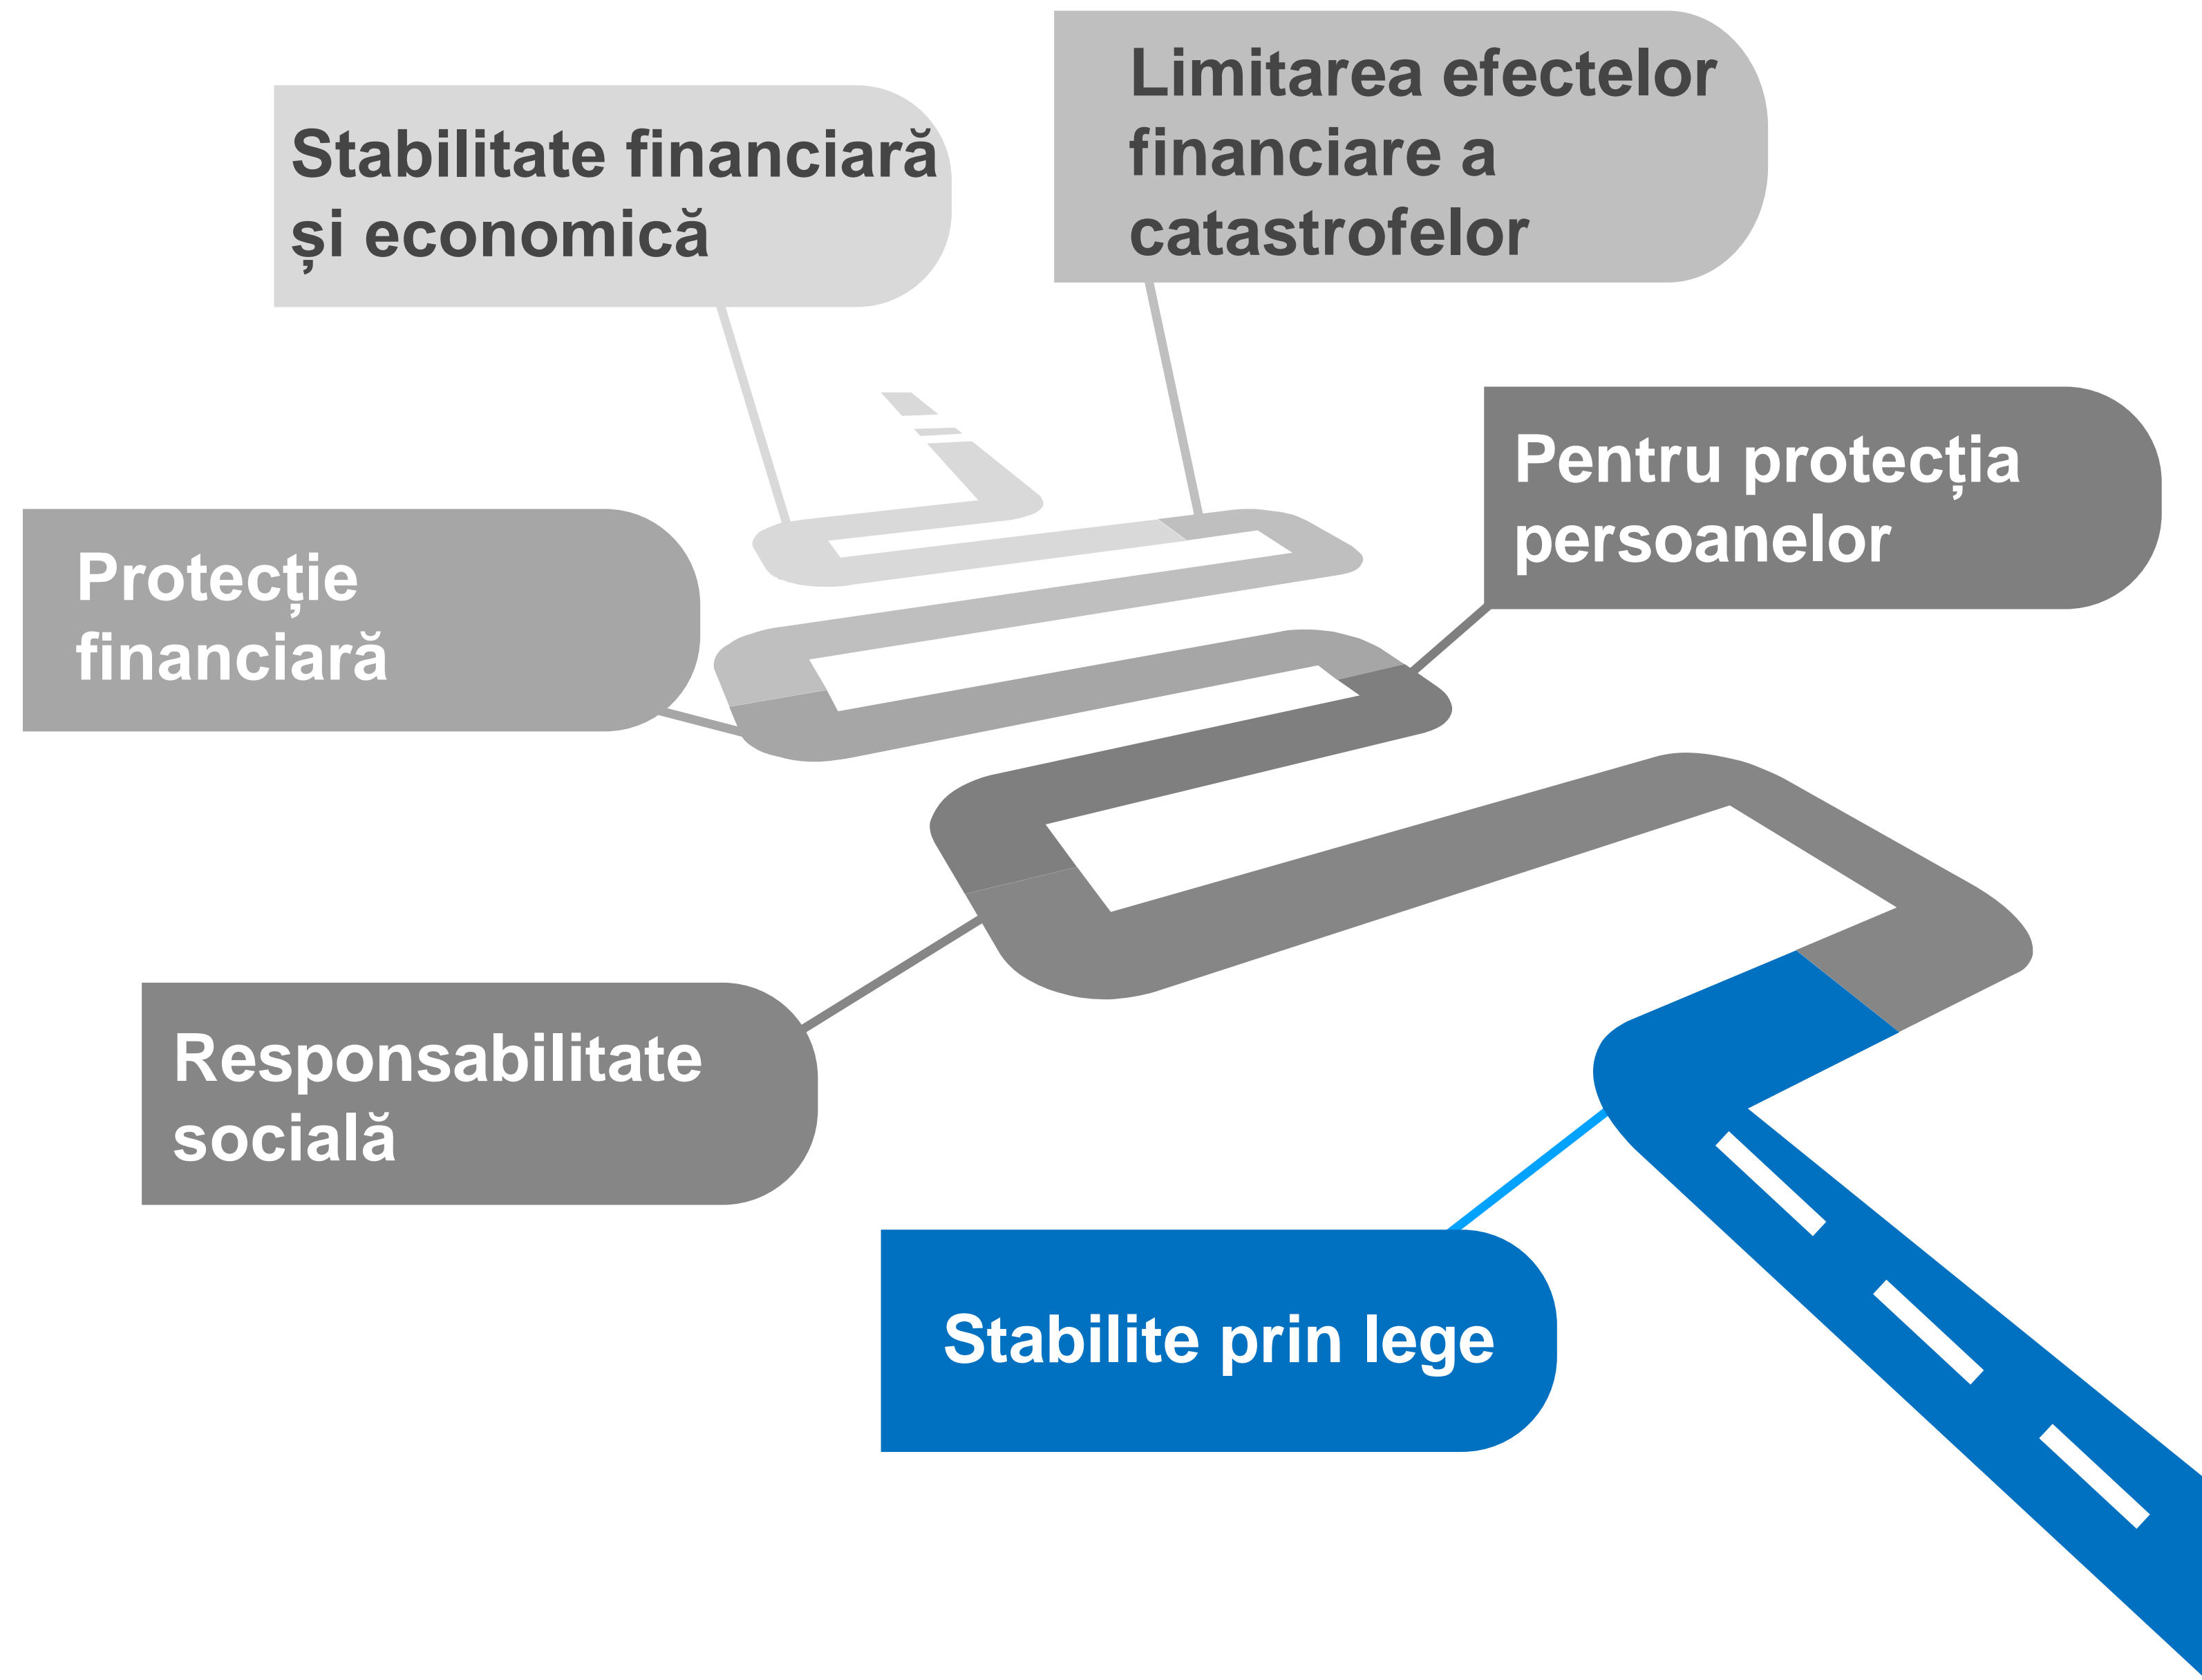 Stabilitate financiară
și economică
Limitarea efectelor
financiare a
catastrofelor
Pentru protecția
persoanelor
Protecție
financiară
Responsabilitate
socială
Stabilite prin lege